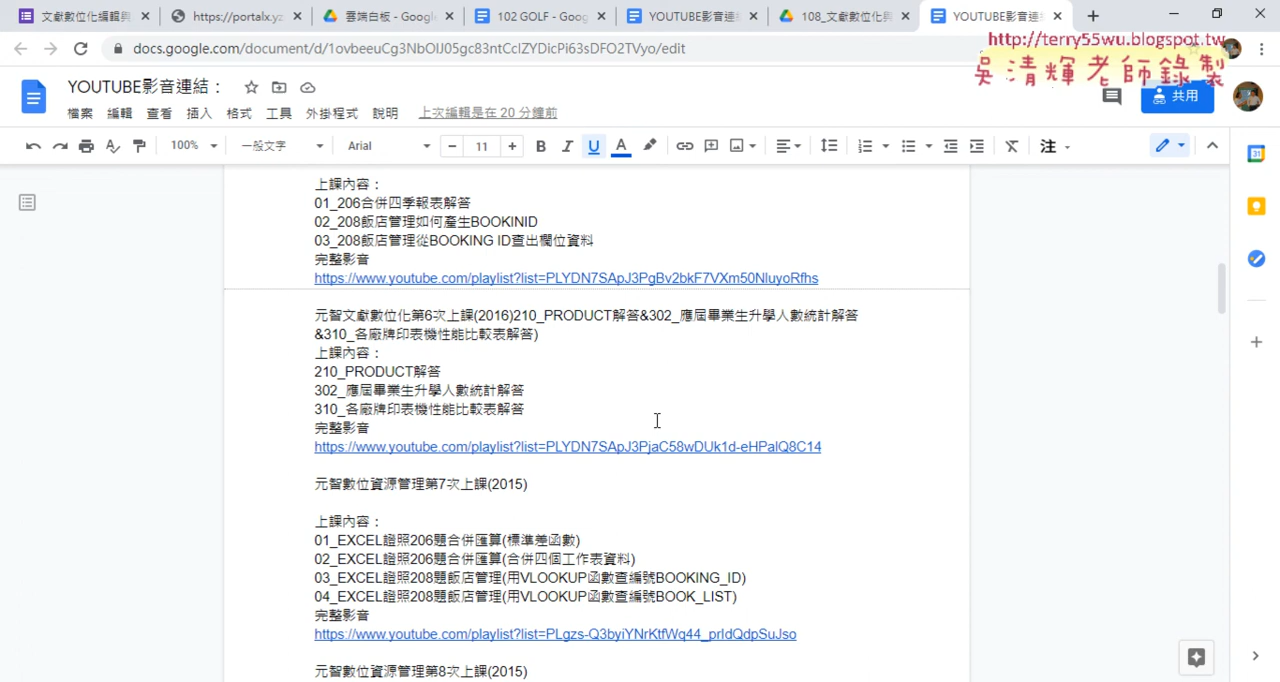 文獻數位化編輯與
https://portalx.yz
雲端白板 - Google
102 GOLF - Goog
YOUTUBE影音連結
108_文獻數位化與
YOUTUBE影音連結
docs.google.com/document/d/1ovbeeuCg3NbOIJ05gc83ntCcIZYDicPi63sDFO2TVyo/edit
http://terry55wu.blogspot.tw
吳清輝老師錄製
YOUTUBE影音連結：
檔案 編輯 查看 插入 格式 工具 外掛程式 說明 上次編輯是在 20 分鐘前
共用
100% 一般文字 Arial 11 B I U A 注
上課內容：
01_206合併四季報表解答
02_208飯店管理如何產生BOOKINID
03_208飯店管理從BOOKING ID查出欄位資料
完整影音
https://www.youtube.com/playlist?list=PLYDN7SApJ3PgBv2bkF7VXm50NluyoRfhs
元智文獻數位化第6次上課(2016)210_PRODUCT解答&302_應屆畢業生升學人數統計解答
&310_各廠牌印表機性能比較表解答)
上課內容：
210_PRODUCT解答
302_應屆畢業生升學人數統計解答
310_各廠牌印表機性能比較表解答
完整影音
https://www.youtube.com/playlist?list=PLYDN7SApJ3PjaC58wDUk1d-eHPalQ8C14
元智數位資源管理第7次上課(2015)
上課內容：
01_EXCEL證照206題合併匯算(標準差函數)
02_EXCEL證照206題合併匯算(合併四個工作表資料)
03_EXCEL證照208題飯店管理(用VLOOKUP函數查編號BOOKING_ID)
04_EXCEL證照208題飯店管理(用VLOOKUP函數查編號BOOK_LIST)
完整影音
https://www.youtube.com/playlist?list=PLgzs-Q3byiYNrKtfWq44_prIdQdpSuJso
元智數位資源管理第8次上課(2015)